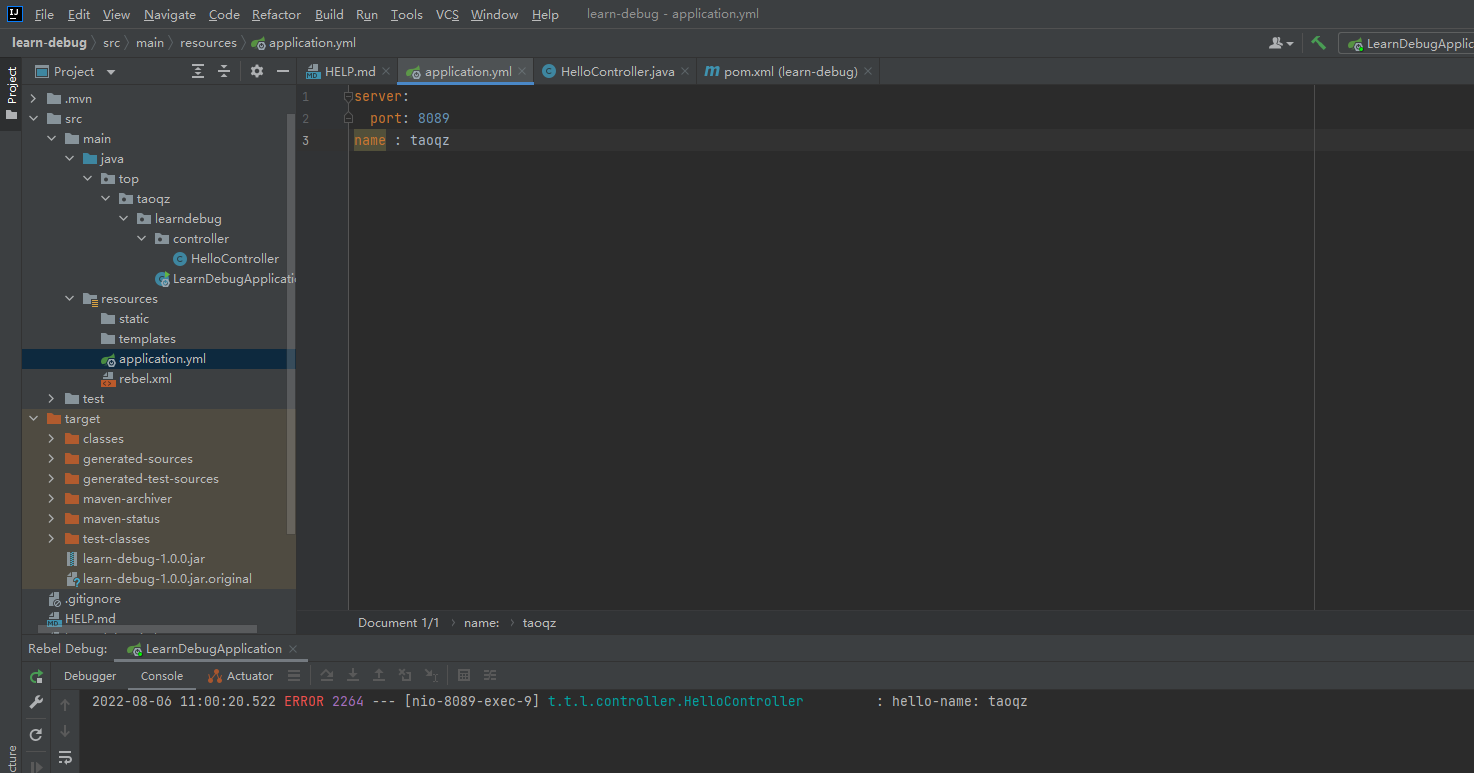 File Edit View Navigate Code Refactor Build Run Tools VCS Window Help learn-debug - application.yml
learn-debug src main resources application.yml LearnDebugApplic
Project
Project HELP.md application.yml HelloController.java pom.xml (learn-debug)
.mvn
src
main
java
top
taoqz
learndebug
controller
HelloController
LearnDebugApplicati
resources
static
templates
application.yml
rebel.xml
test
target
classes
generated-sources
generated-test-sources
maven-archiver
maven-status
test-classes
learn-debug-1.0.0.jar
learn-debug-1.0.0.jar.original
.gitignore
HELP.md
1 server:
2 port: 8089
3 name : taoqz
Document 1/1 name: taoqz
Rebel Debug: LearnDebugApplication
Debugger Console Actuator
2022-08-06 11:00:20.522 ERROR 2264 --- [nio-8089-exec-9] t.t.l.controller.HelloController : hello-name: taoqz
cture